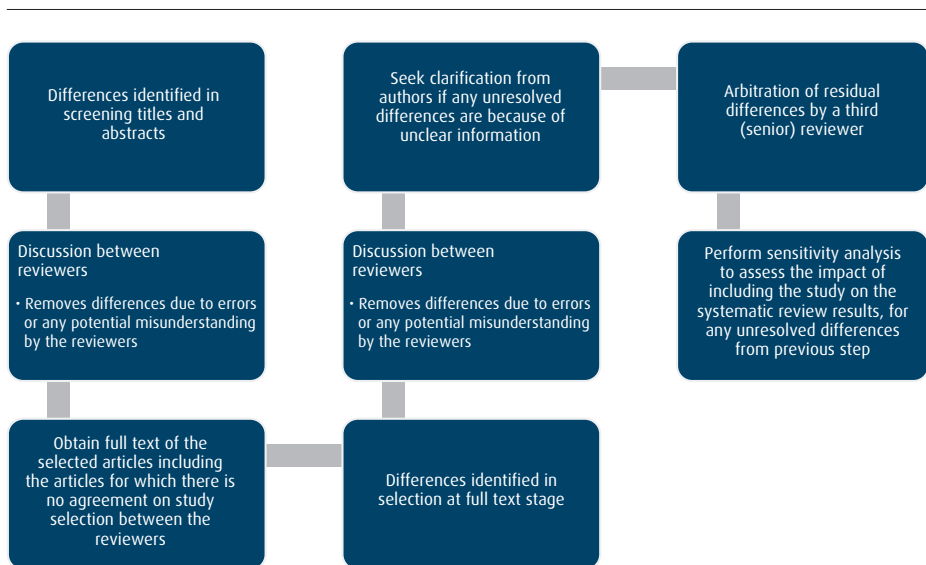 Differences identified in
screening titles and
abstracts
Discussion between
reviewers
• Removes differences due to errors
or any potential misunderstanding
by the reviewers
Obtain full text of the
selected articles including
the articles for which there is
no agreement on study
selection between the
reviewers
Differences identified in
selection at full text stage
Discussion between
reviewers
• Removes differences due to errors
or any potential misunderstanding
by the reviewers
Seek clarification from
authors if any unresolved
differences are because of
unclear information
Arbitration of residual
differences by a third
(senior) reviewer
Perform sensitivity analysis
to assess the impact of
including the study on the
systematic review results, for
any unresolved differences
from previous step